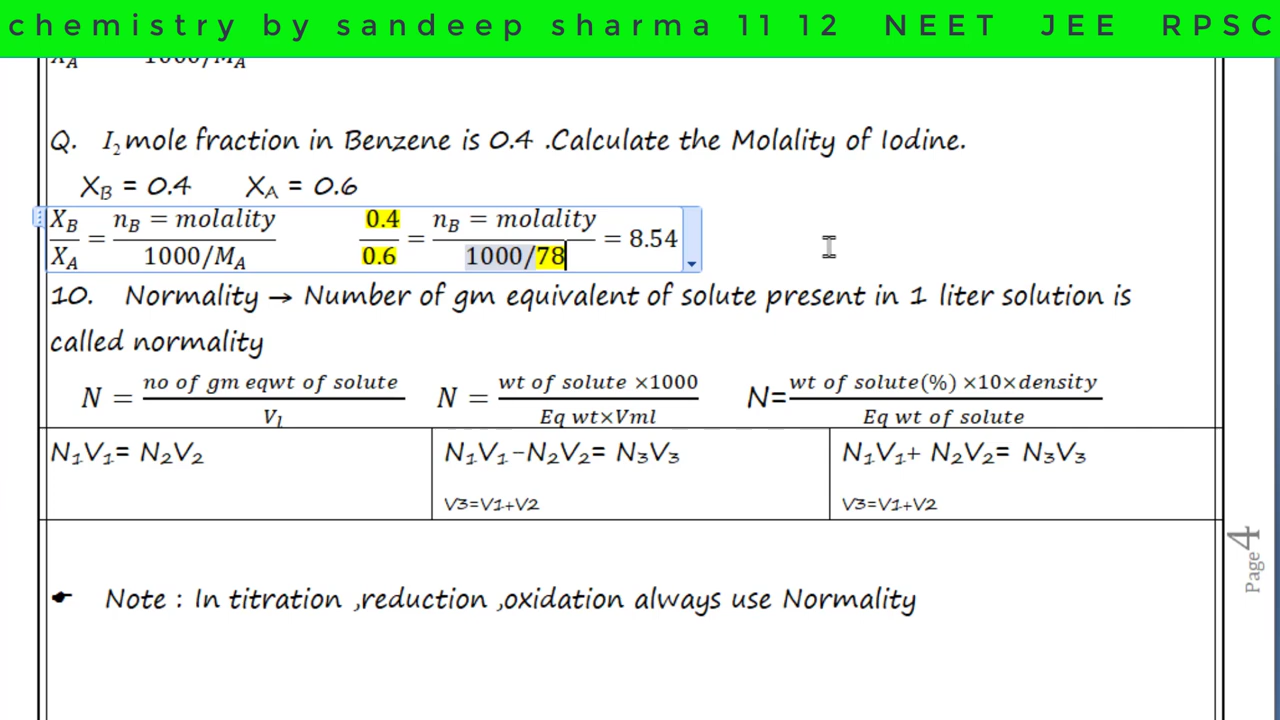 chemistry by sandeep sharma 11 12 NEET JEE RPSC
X_A 1000/M_A
Q. I₂ mole fraction in Benzene is 0.4 .Calculate the Molality of Iodine.
X_B = 0.4 X_A = 0.6
X_B/X_A = (n_B = molality)/(1000/M_A) 0.4/0.6 = (n_B = molality)/(1000/78) = 8.54
10. Normality → Number of gm equivalent of solute present in 1 liter solution is
called normality
N = (no of gm eqwt of solute)/(V_l) N = (wt of solute ×1000)/(Eq wt×Vml) N= (wt of solute(%) ×10×density)/(Eq wt of solute)
N₁V₁= N₂V₂ N₁V₁-N₂V₂= N₃V₃ N₁V₁+ N₂V₂= N₃V₃
V3=V1+V2 V3=V1+V2
Note : In titration ,reduction ,oxidation always use Normality
Page 4